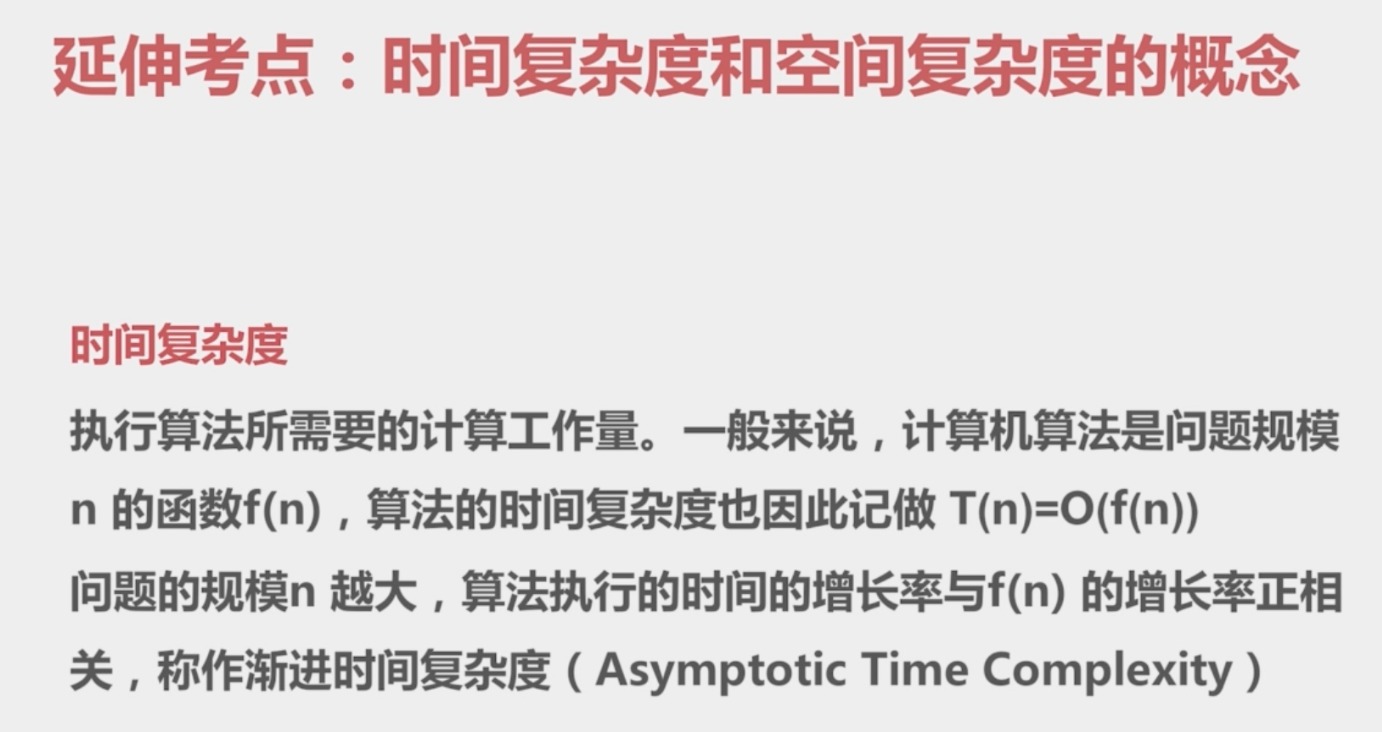 延伸考点：时间复杂度和空间复杂度的概念
时间复杂度
执行算法所需要的计算工作量。一般来说，计算机算法是问题规模
n 的函数f(n)，算法的时间复杂度也因此记做 T(n)=O(f(n))
问题的规模n 越大，算法执行的时间的增长率与f(n) 的增长率正相
关，称作渐进时间复杂度（Asymptotic Time Complexity）